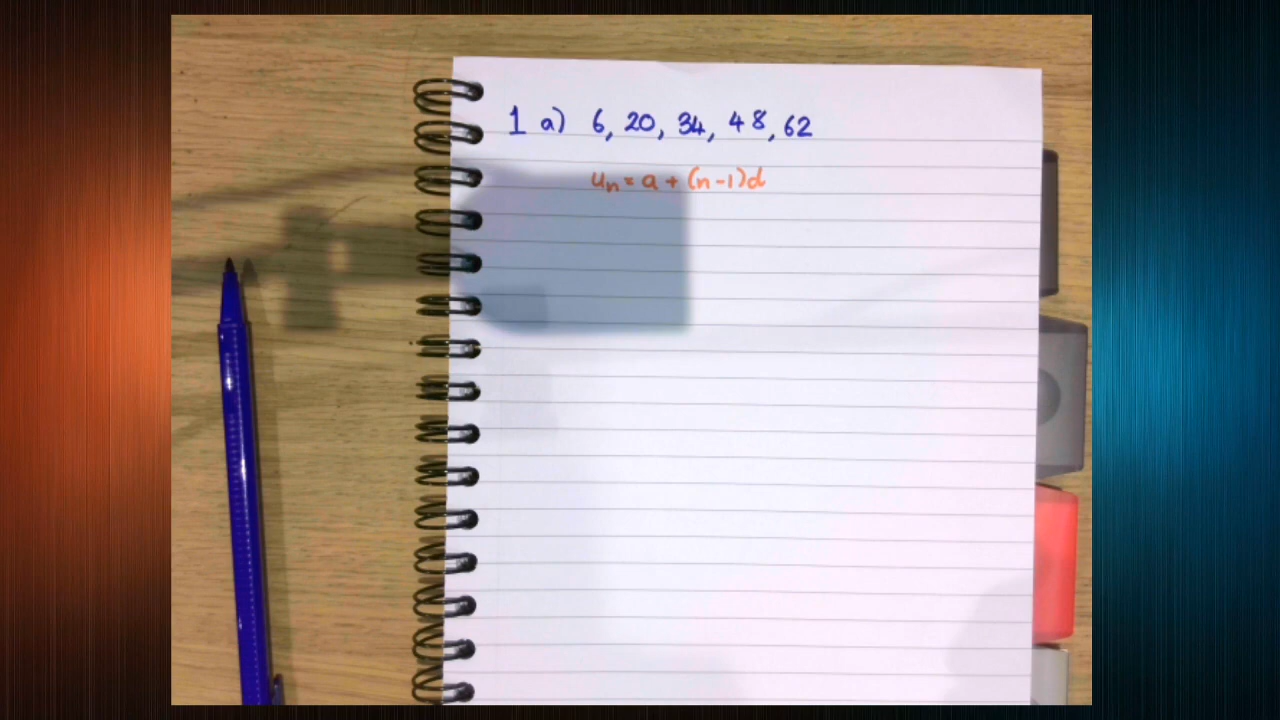 1 a) 6, 20, 34, 48, 62
uₙ = a + (n-1)d